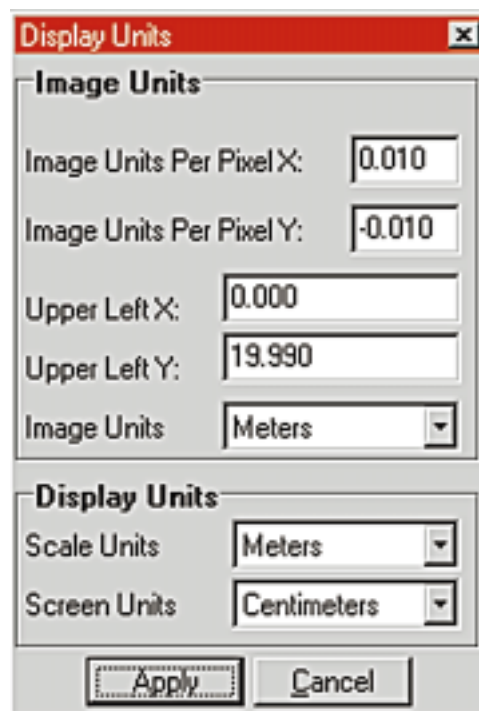 Display Units
Image Units
Image Units Per Pixel X: 0.010
Image Units Per Pixel Y: -0.010
Upper Left X: 0.000
Upper Left Y: 19.990
Image Units Meters
Display Units
Scale Units Meters
Screen Units Centimeters
Apply Cancel